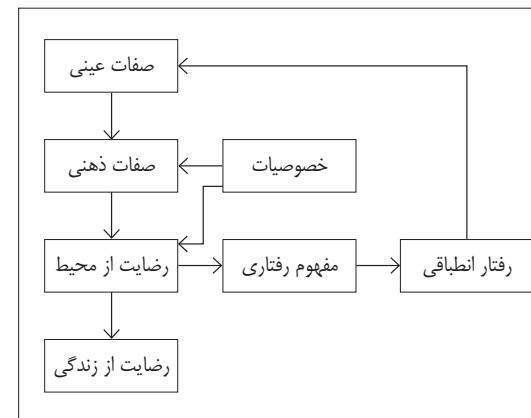 صفات عینی
صفات ذهنی
خصوصیات
رضایت از محیط
مفهوم رفتاری
رفتار انطباقی
رضایت از زندگی